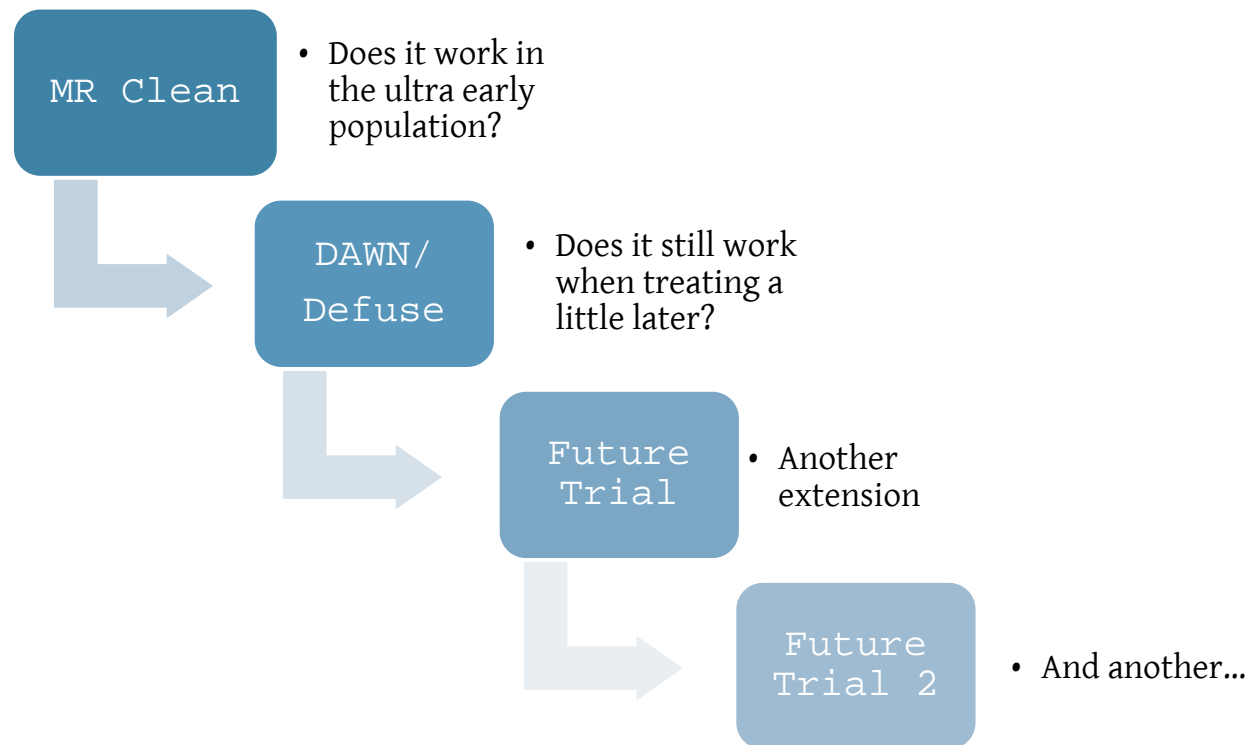 MR Clean
• Does it work in
the ultra early
population?
DAWN/
Defuse
• Does it still work
when treating a
little later?
Future
Trial
• Another
extension
Future
Trial 2
• And another...